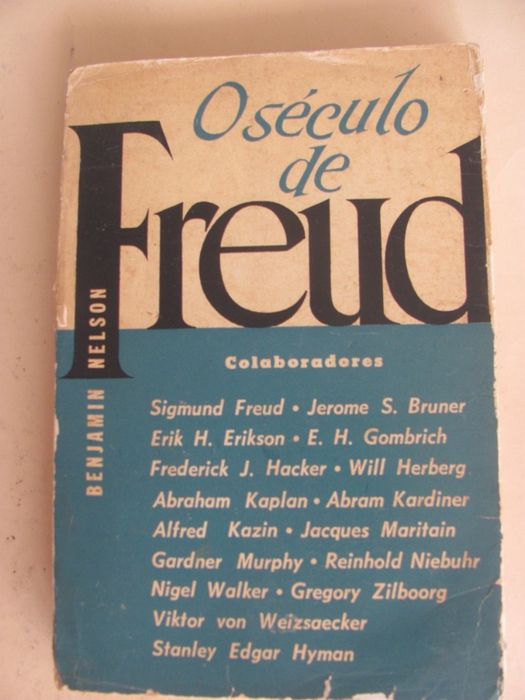 O século
de
Freud
BENJAMIN NELSON
Colaboradores
Sigmund Freud • Jerome S. Bruner
Erik H. Erikson • E. H. Gombrich
Frederick J. Hacker • Will Herberg
Abraham Kaplan • Abram Kardiner
Alfred Kazin • Jacques Maritain
Gardner Murphy • Reinhold Niebuhr
Nigel Walker • Gregory Zilboorg
Viktor von Weizsaecker
Stanley Edgar Hyman